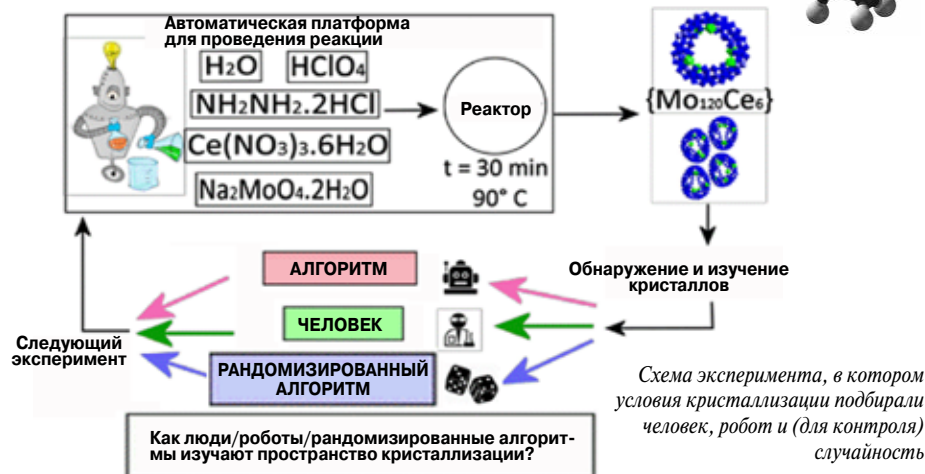 Автоматическая платформа
для проведения реакции
H₂O HClO₄
NH₂NH₂.2HCl
Ce(NO₃)₃.6H₂O
Na₂MoO₄.2H₂O
Реактор
t = 30 min
90° C
{Mo₁₂₀Ce₆}
Обнаружение и изучение
кристаллов
АЛГОРИТМ
ЧЕЛОВЕК
РАНДОМИЗИРОВАННЫЙ
АЛГОРИТМ
Следующий
эксперимент
Как люди/роботы/рандомизированные алгорит-
мы изучают пространство кристаллизации?
Схема эксперимента, в котором
условия кристаллизации подбирали
человек, робот и (для контроля)
случайность